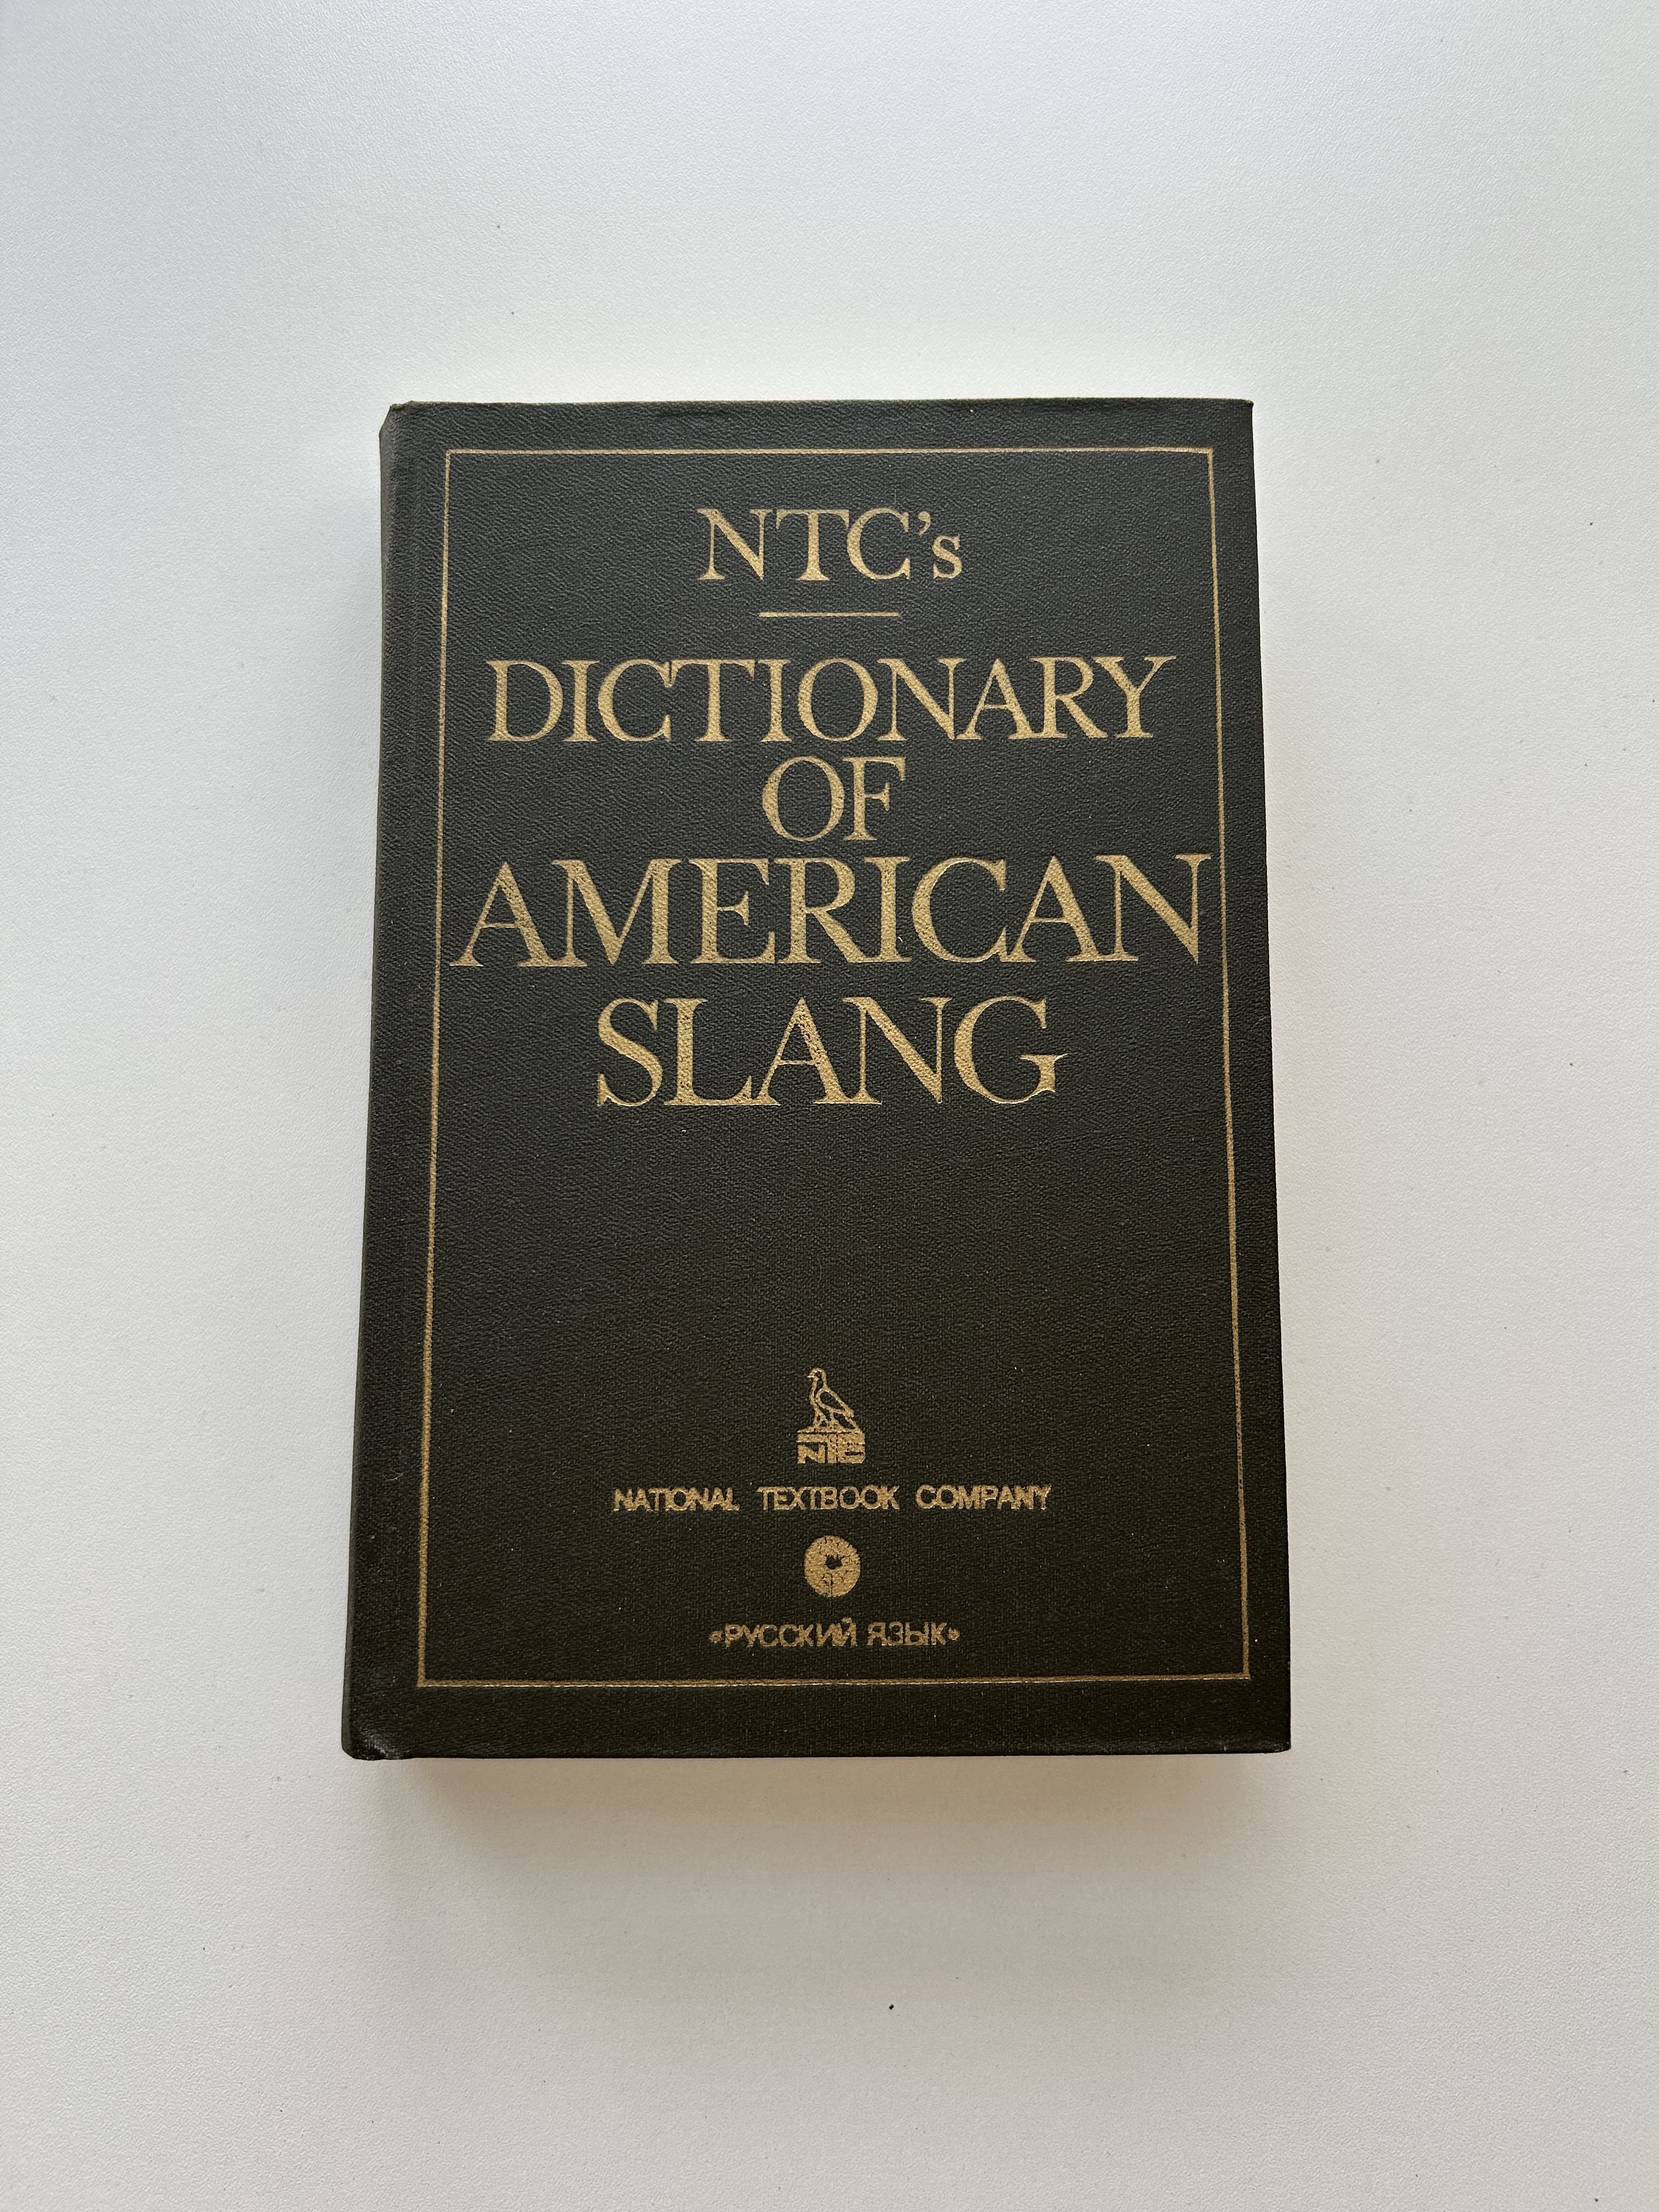 NTC's
DICTIONARY
OF
AMERICAN
SLANG
NTC
NATIONAL TEXTBOOK COMPANY
«РУССКИЙ ЯЗЫК»